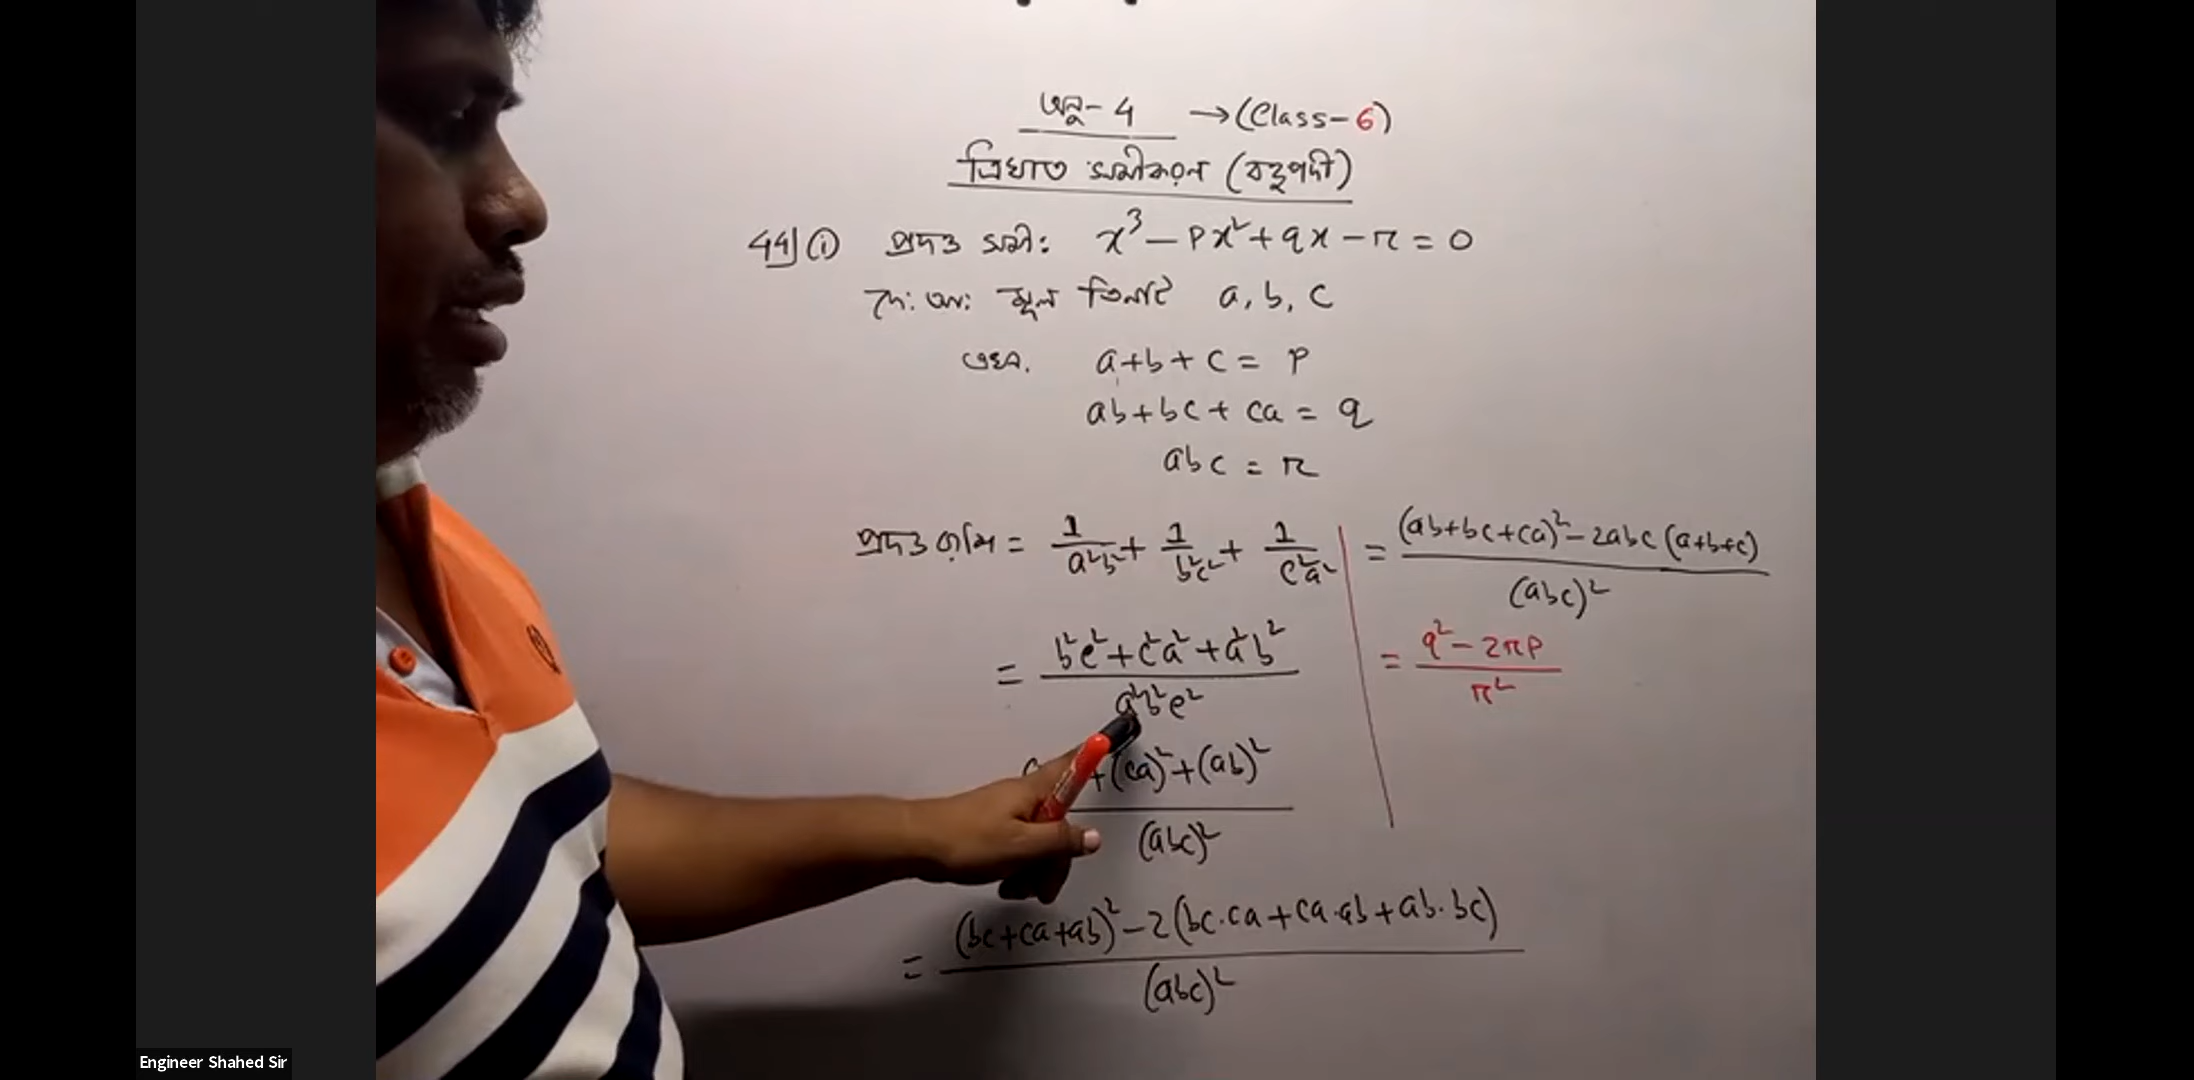 অনু- 4 → (Class-6)
ত্রিঘাত সমীকরণ (বহুপদী)
44) (i) প্রদত্ত সমী: x³ - px² + qx - r = 0
মূল তিনটি a, b, c
a + b + c = p
ab + bc + ca = q
abc = r
প্রদত্ত রাশি = 1/a²b² + 1/b²c² + 1/c²a²
= (b²c² + c²a² + a²b²)/(a²b²c²)
+ (ca)² + (ab)²
(abc)²
= ((bc+ca+ab)² - 2(bc.ca + ca.ab + ab.bc))/(abc)²
= ((ab+bc+ca)² - 2abc(a+b+c))/(abc)²
= (q² - 2rp)/r²
Engineer Shahed Sir